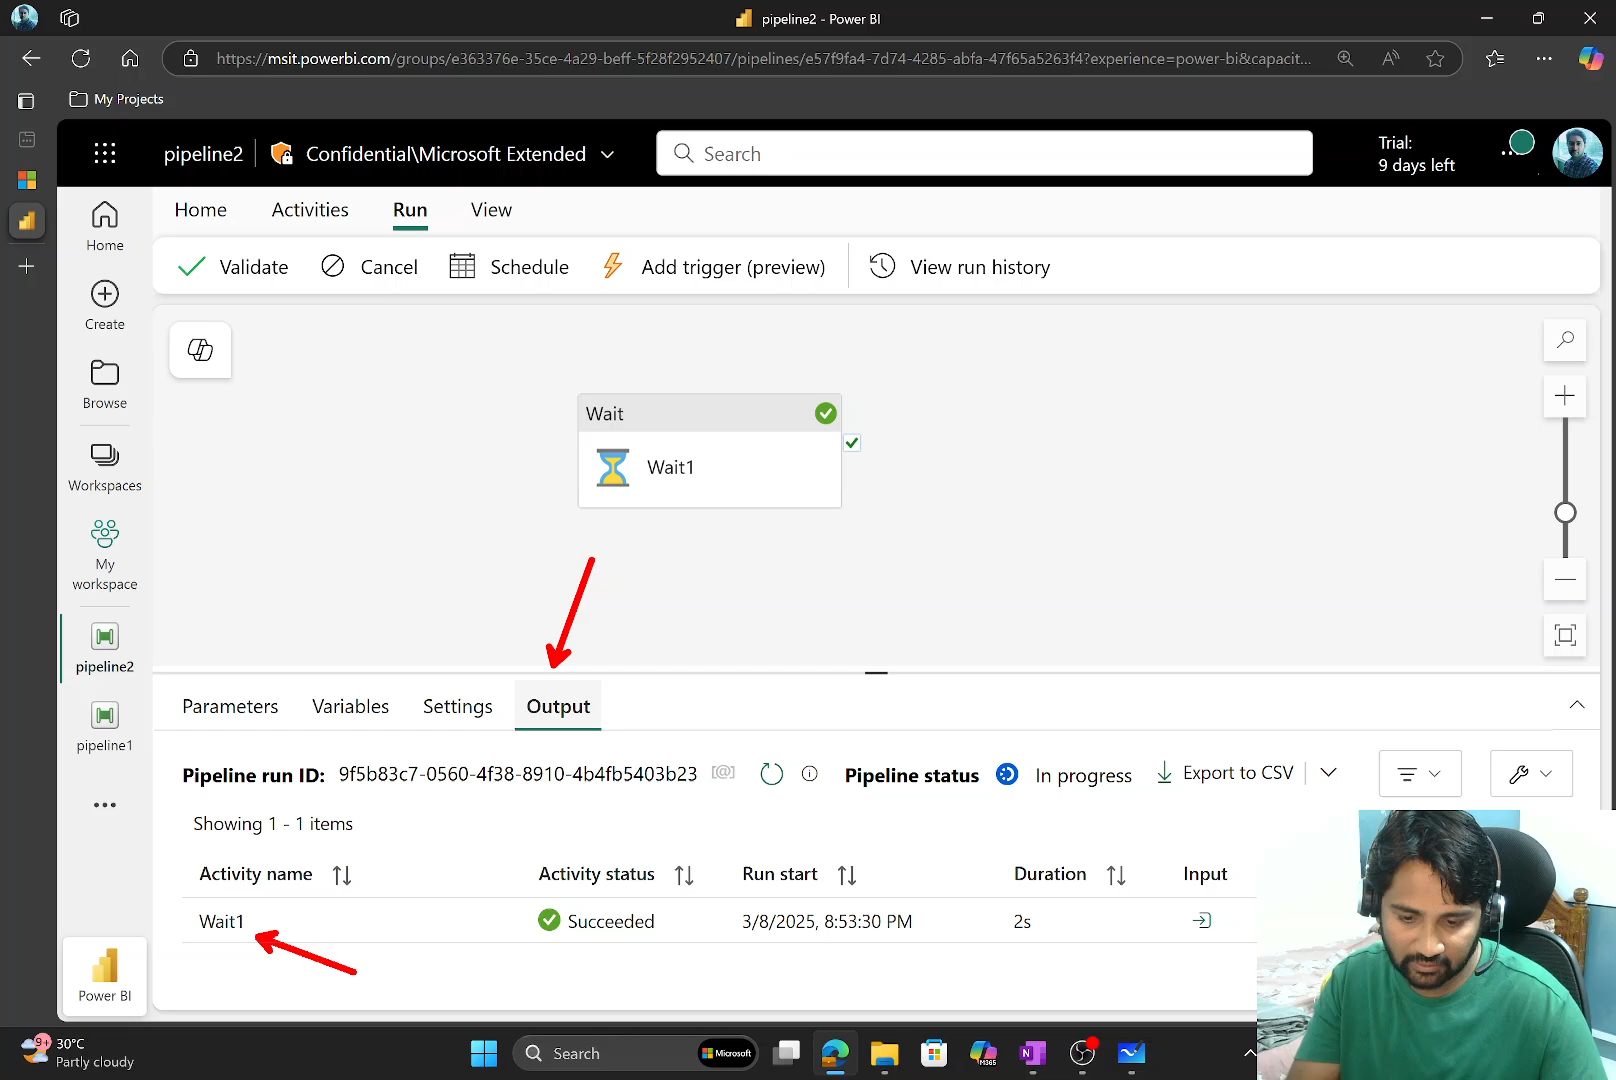 pipeline2 - Power BI
https://msit.powerbi.com/groups/e363376e-35ce-4a29-beff-5f28f2952407/pipelines/e57f9fa4-7d74-4285-abfa-47f65a5263f4?experience=power-bi&capacit...
My Projects
pipeline2
Confidential\Microsoft Extended
Search
Trial:
9 days left
Home
Activities
Run
View
Validate
Cancel
Schedule
Add trigger (preview)
View run history
Home
Create
Browse
Workspaces
My
workspace
pipeline2
pipeline1
Power BI
Wait
Wait1
Parameters
Variables
Settings
Output
Pipeline run ID: 9f5b83c7-0560-4f38-8910-4b4fb5403b23
Pipeline status
In progress
Export to CSV
Showing 1 - 1 items
Activity name
Activity status
Run start
Duration
Input
Wait1
Succeeded
3/8/2025, 8:53:30 PM
2s
9+
30°C
Partly cloudy
Search
Microsoft
M365